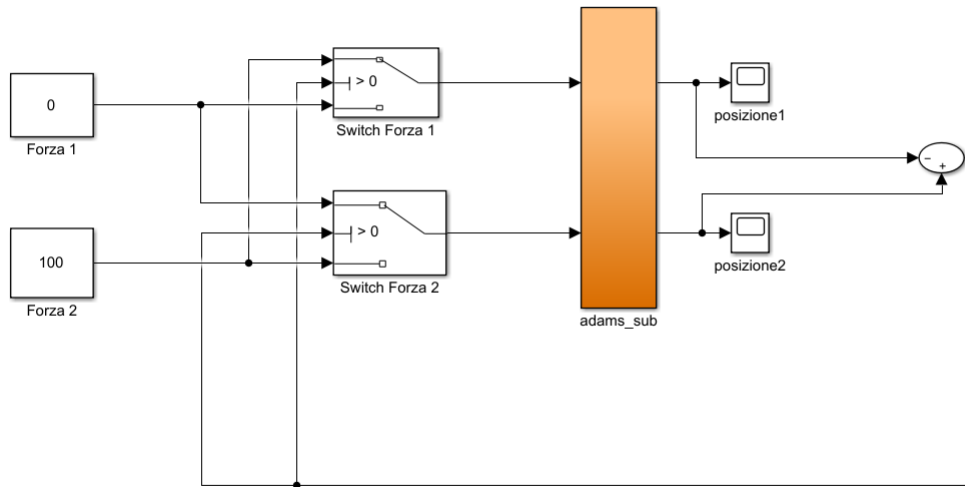 0
Forza 1
> 0
Switch Forza 1
posizione1
-
+
100
Forza 2
> 0
Switch Forza 2
adams_sub
posizione2